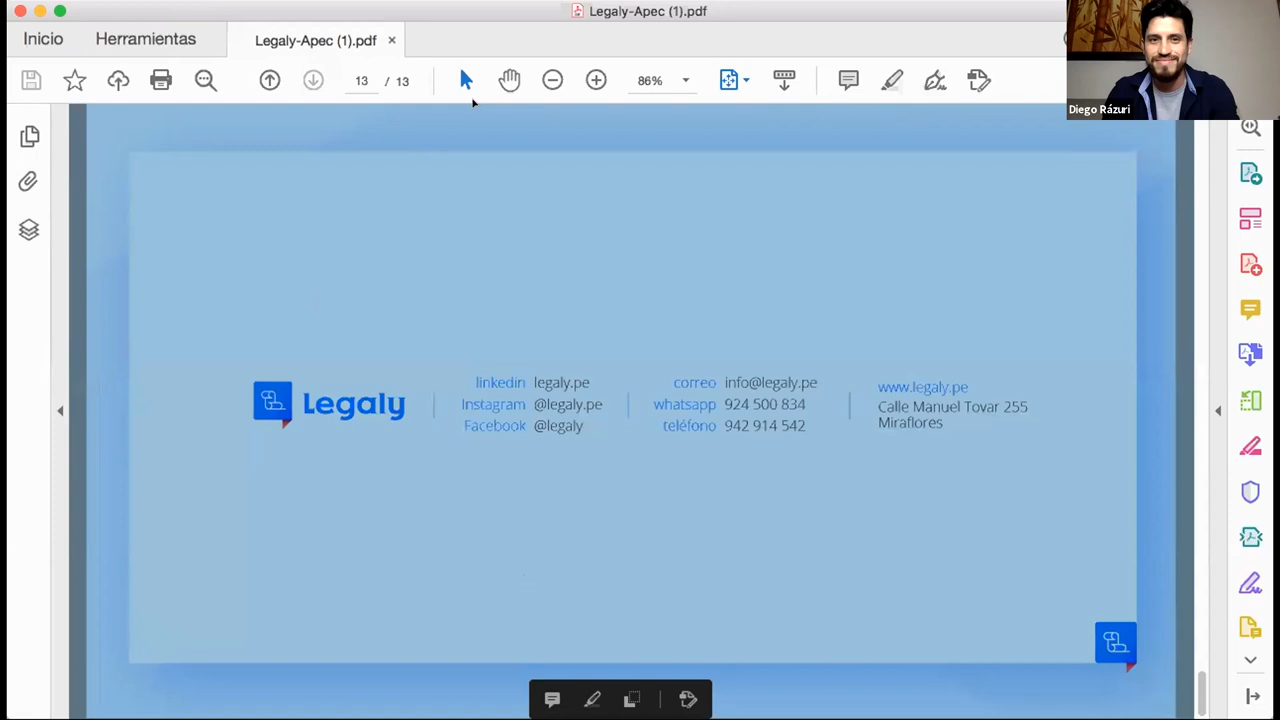 Legaly-Apec (1).pdf
Inicio
Herramientas
Legaly-Apec (1).pdf ×
13 / 13
86%
Diego Rázuri
Legaly
linkedin legaly.pe
Instagram @legaly.pe
Facebook @legaly
correo info@legaly.pe
whatsapp 924 500 834
teléfono 942 914 542
www.legaly.pe
Calle Manuel Tovar 255
Miraflores